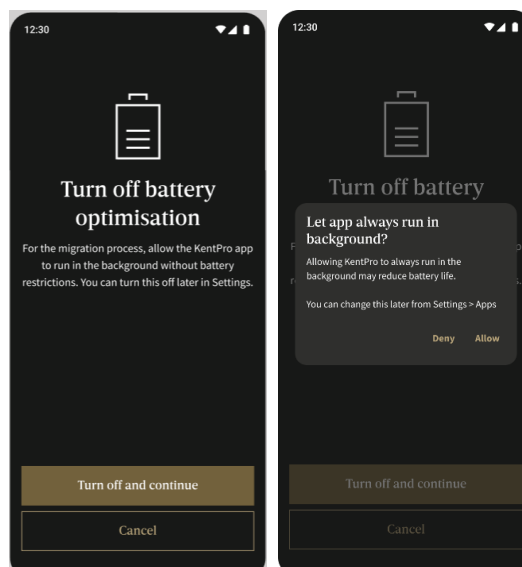 12:30
Turn off battery
optimisation
For the migration process, allow the KentPro app
to run in the background without battery
restrictions. You can turn this off later in Settings.
Turn off and continue
Cancel
12:30
Turn off battery
Let app always run in
background?
Allowing KentPro to always run in the
background may reduce battery life.
You can change this later from Settings > Apps
Deny Allow
Turn off and continue
Cancel